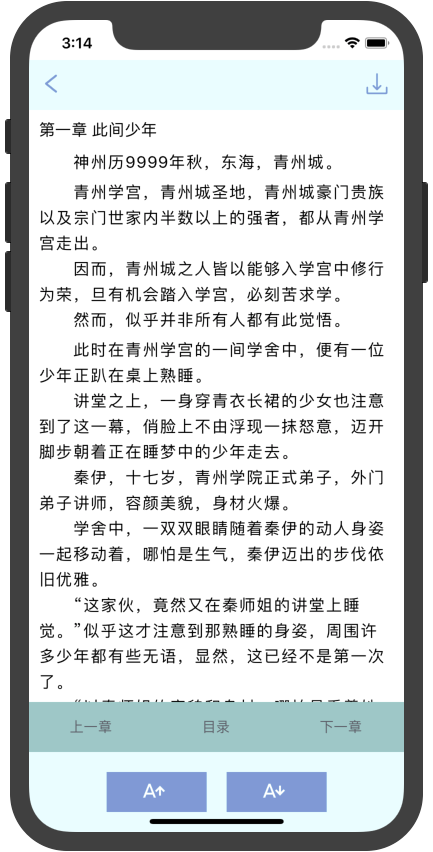 3:14
第一章 此间少年
神州历9999年秋，东海，青州城。
青州学宫，青州城圣地，青州城豪门贵族
以及宗门世家内半数以上的强者，都从青州学
宫走出。
因而，青州城之人皆以能够入学宫中修行
为荣，旦有机会踏入学宫，必刻苦求学。
然而，似乎并非所有人都有此觉悟。
此时在青州学宫的一间学舍中，便有一位
少年正趴在桌上熟睡。
讲堂之上，一身穿青衣长裙的少女也注意
到了这一幕，俏脸上不由浮现一抹怒意，迈开
脚步朝着正在睡梦中的少年走去。
秦伊，十七岁，青州学院正式弟子，外门
弟子讲师，容颜美貌，身材火爆。
学舍中，一双双眼睛随着秦伊的动人身姿
一起移动着，哪怕是生气，秦伊迈出的步伐依
旧优雅。
“这家伙，竟然又在秦师姐的讲堂上睡
觉。”似乎这才注意到那熟睡的身姿，周围许
多少年都有些无语，显然，这已经不是第一次
了。
上一章 目录 下一章
A↑ A↓